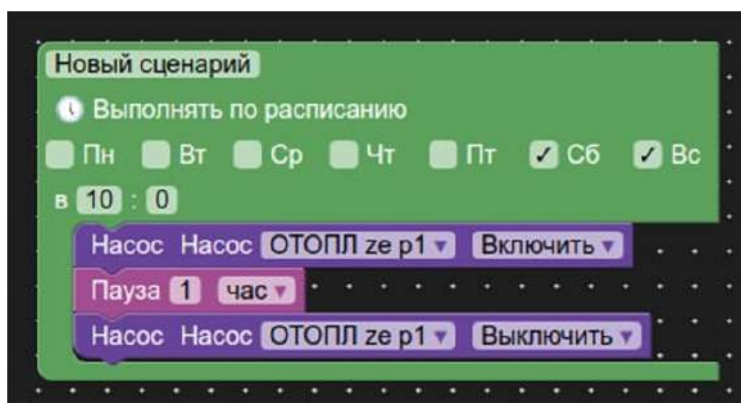 Новый сценарий
Выполнять по расписанию
Пн Вт Ср Чт Пт Сб Вс
в 10 : 0
Насос Насос ОТОПЛ ze p1 Включить
Пауза 1 час
Насос Насос ОТОПЛ ze p1 Выключить